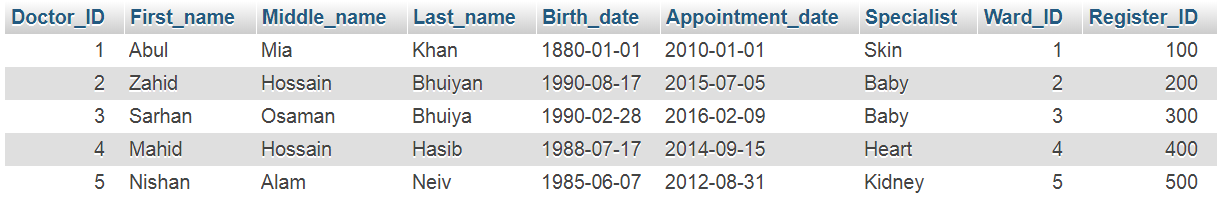 Doctor_ID First_name Middle_name Last_name Birth_date Appointment_date Specialist Ward_ID Register_ID
1 Abul Mia Khan 1880-01-01 2010-01-01 Skin 1 100
2 Zahid Hossain Bhuiyan 1990-08-17 2015-07-05 Baby 2 200
3 Sarhan Osaman Bhuiya 1990-02-28 2016-02-09 Baby 3 300
4 Mahid Hossain Hasib 1988-07-17 2014-09-15 Heart 4 400
5 Nishan Alam Neiv 1985-06-07 2012-08-31 Kidney 5 500